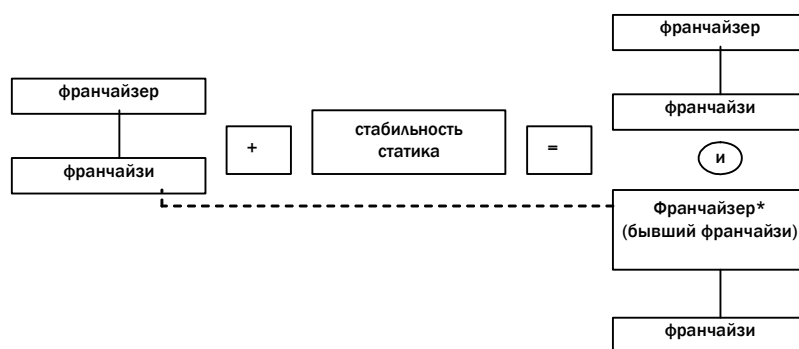 франчайзер
франчайзи
+
стабильность
статика
=
франчайзер
франчайзи
и
Франчайзер*
(бывший франчайзи)
франчайзи